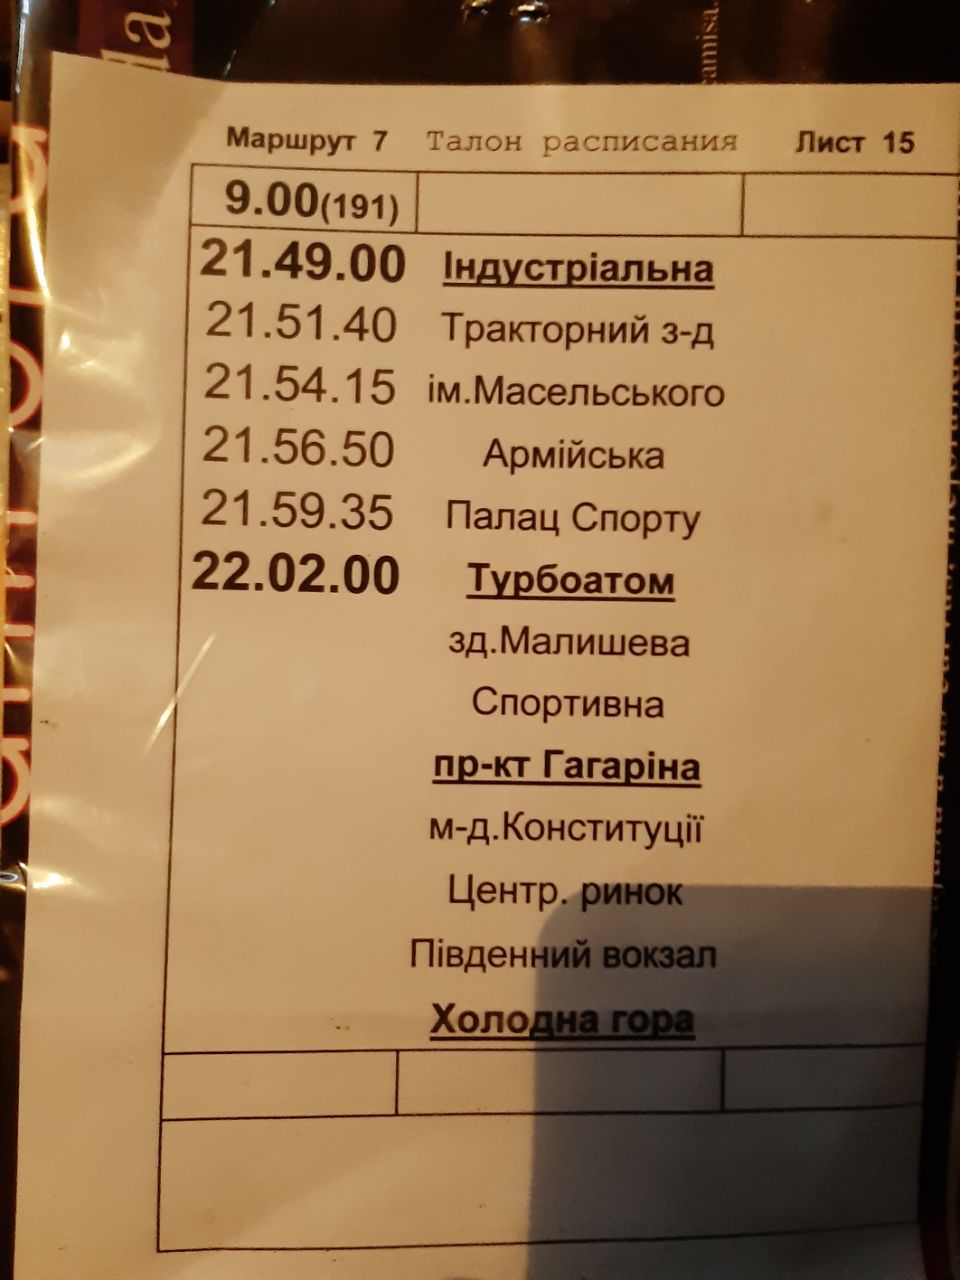 Маршрут 7 Талон расписания Лист 15
9.00(191)
21.49.00 Індустріальна
21.51.40 Тракторний з-д
21.54.15 ім.Масельського
21.56.50 Армійська
21.59.35 Палац Спорту
22.02.00 Турбоатом
зд.Малишева
Спортивна
пр-кт Гагаріна
м-д.Конституції
Центр. ринок
Південний вокзал
Холодна гора